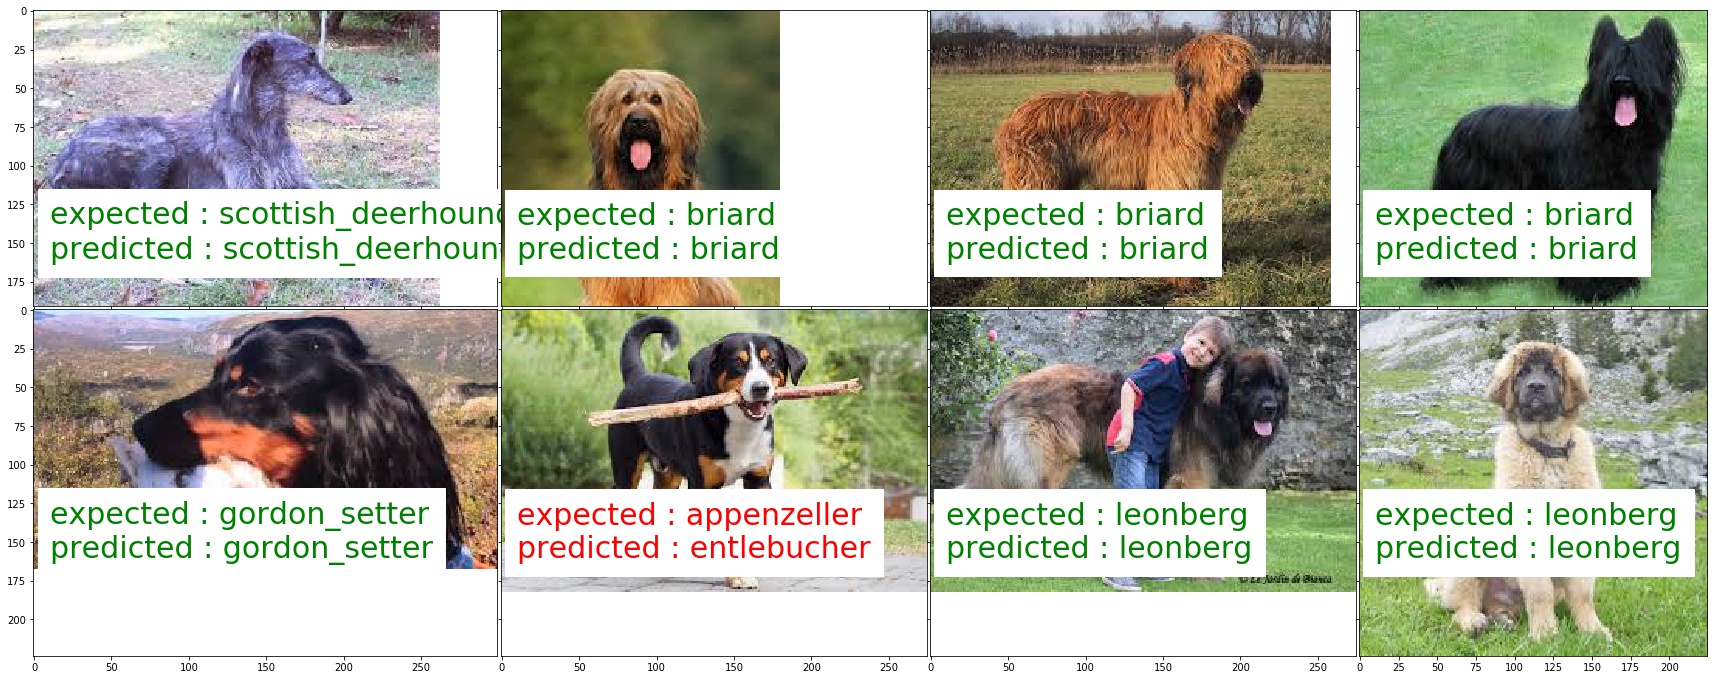 0
25
50
75
100
125
150
175
expected : scottish_deerhound
predicted : scottish_deerhoun
expected : briard
predicted : briard
expected : briard
predicted : briard
expected : briard
predicted : briard
0
25
50
75
100
125
150
175
200
expected : gordon_setter
predicted : gordon_setter
expected : appenzeller
predicted : entlebucher
expected : leonberg
predicted : leonberg
© Le Jardin de Bianca
expected : leonberg
predicted : leonberg
0 50 100 150 200 250
0 50 100 150 200 250
0 50 100 150 200 250
0 25 50 75 100 125 150 175 200